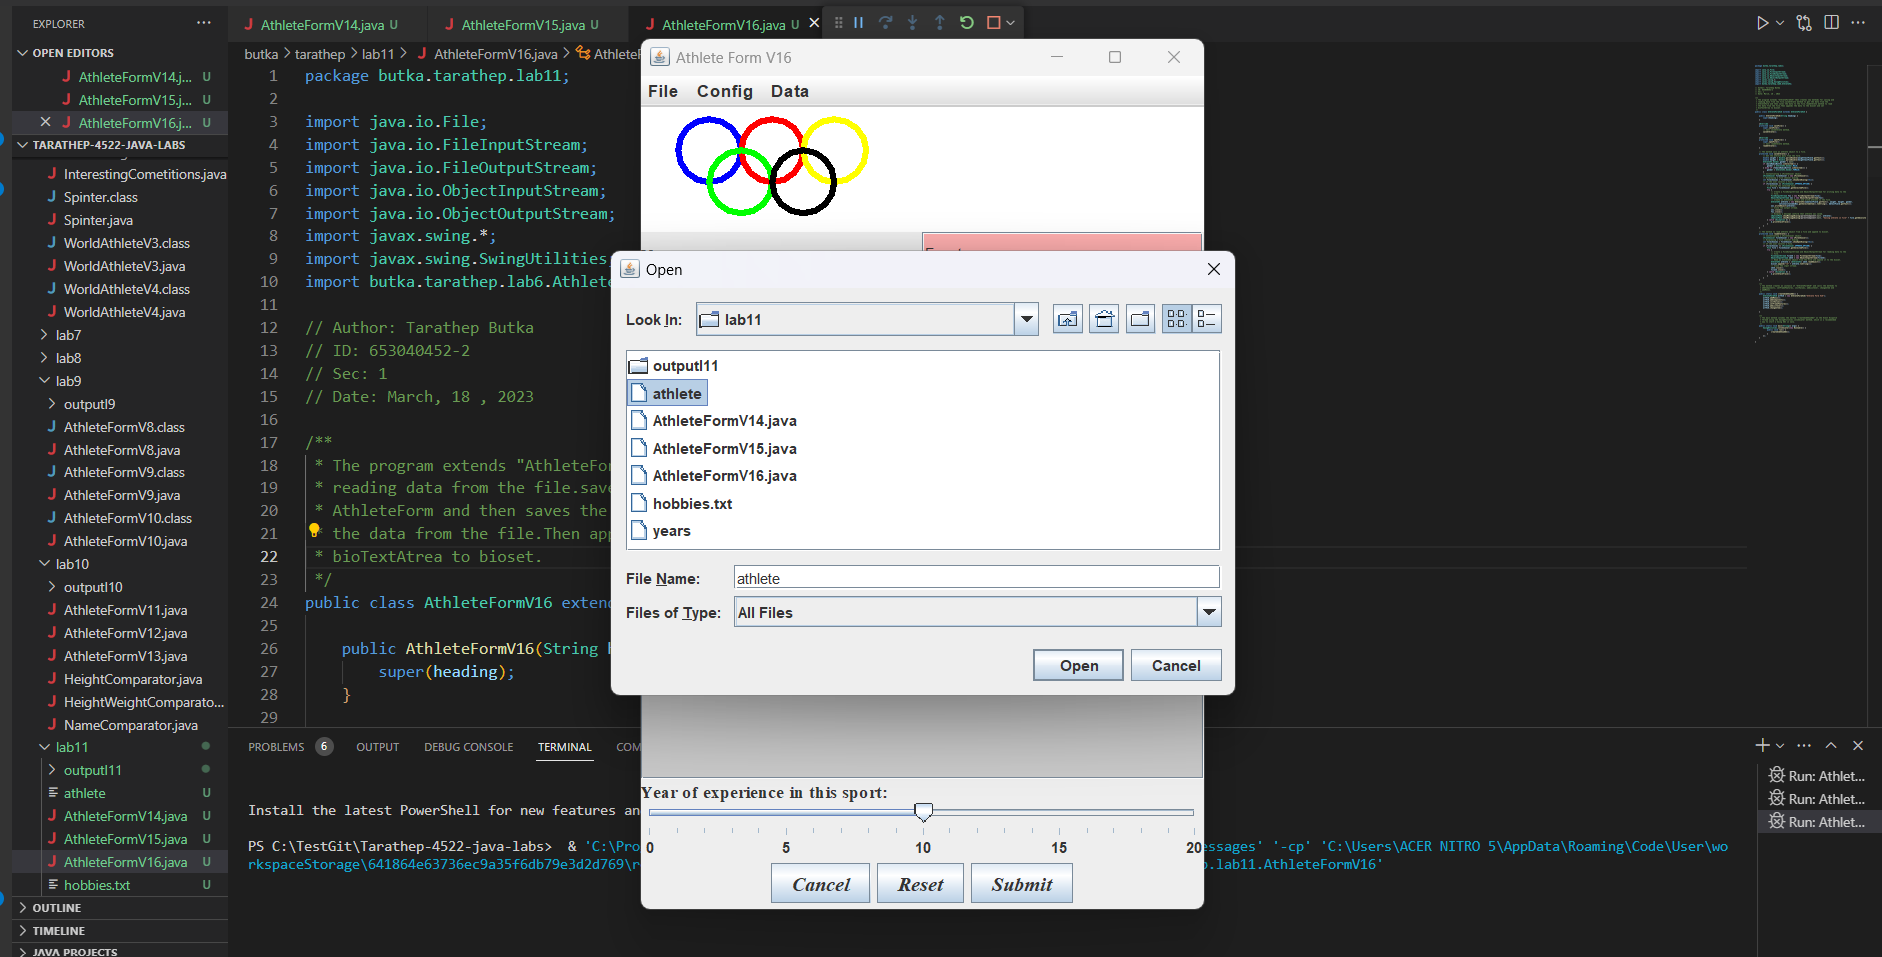 EXPLORER
OPEN EDITORS
AthleteFormV14.j... U
AthleteFormV15.j... U
AthleteFormV16.j... U
TARATHEP-4522-JAVA-LABS
InterestingCometitions.java
Spinter.class
Spinter.java
WorldAthleteV3.class
WorldAthleteV3.java
WorldAthleteV4.class
WorldAthleteV4.java
lab7
lab8
lab9
outputl9
AthleteFormV8.class
AthleteFormV8.java
AthleteFormV9.class
AthleteFormV9.java
AthleteFormV10.class
AthleteFormV10.java
lab10
outputl10
AthleteFormV11.java
AthleteFormV12.java
AthleteFormV13.java
HeightComparator.java
HeightWeightComparato...
NameComparator.java
lab11
outputl11
athlete U
AthleteFormV14.java U
AthleteFormV15.java U
AthleteFormV16.java U
hobbies.txt U
OUTLINE
TIMELINE
JAVA PROJECTS
AthleteFormV14.java U
AthleteFormV15.java U
AthleteFormV16.java U
butka > tarathep > lab11 > AthleteFormV16.java > AthleteF
1 package butka.tarathep.lab11;
2
3 import java.io.File;
4 import java.io.FileInputStream;
5 import java.io.FileOutputStream;
6 import java.io.ObjectInputStream;
7 import java.io.ObjectOutputStream;
8 import javax.swing.*;
9 import javax.swing.SwingUtilities
10 import butka.tarathep.lab6.Athlete
11
12 // Author: Tarathep Butka
13 // ID: 653040452-2
14 // Sec: 1
15 // Date: March, 18 , 2023
16
17 /**
18 * The program extends "AthleteFor
19 * reading data from the file.save
20 * AthleteForm and then saves the
21 * the data from the file.Then app
22 * bioTextAtrea to bioset.
23 */
24 public class AthleteFormV16 extend
25
26 public AthleteFormV16(String h
27 super(heading);
28 }
29
Athlete Form V16
File Config Data
Open
Look In: lab11
outputl11
athlete
AthleteFormV14.java
AthleteFormV15.java
AthleteFormV16.java
hobbies.txt
years
File Name: athlete
Files of Type: All Files
Open Cancel
Year of experience in this sport:
0 5 10 15 20
Cancel Reset Submit
PROBLEMS 6 OUTPUT DEBUG CONSOLE TERMINAL COM
Install the latest PowerShell for new features an
PS C:\TestGit\Tarathep-4522-java-labs> & 'C:\Pro
essages' '-cp' 'C:\Users\ACER NITRO 5\AppData\Roaming\Code\User\wo
rkspaceStorage\641864e63736ec9a35f6db79e3d2d769\r
.lab11.AthleteFormV16'
Run: Athlet...
Run: Athlet...
Run: Athlet...